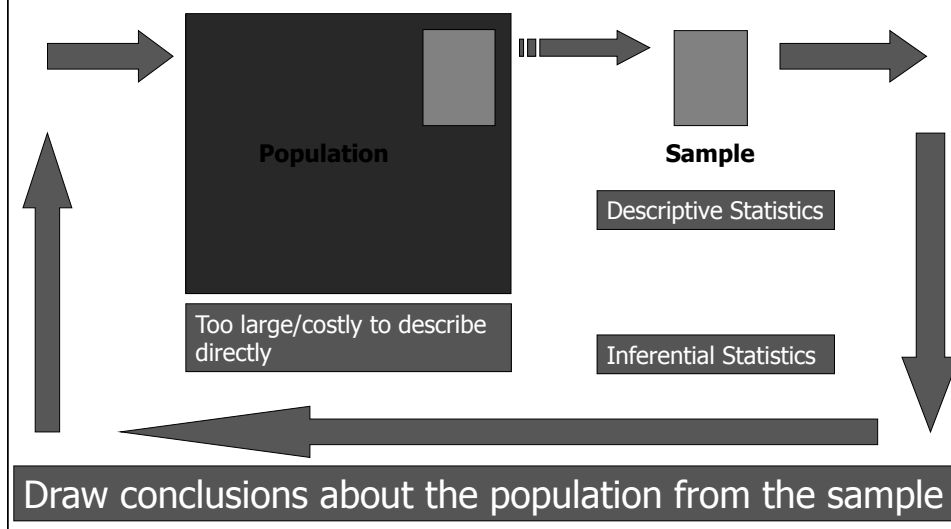 Population
Sample
Descriptive Statistics
Too large/costly to describe
directly
Inferential Statistics
Draw conclusions about the population from the sample